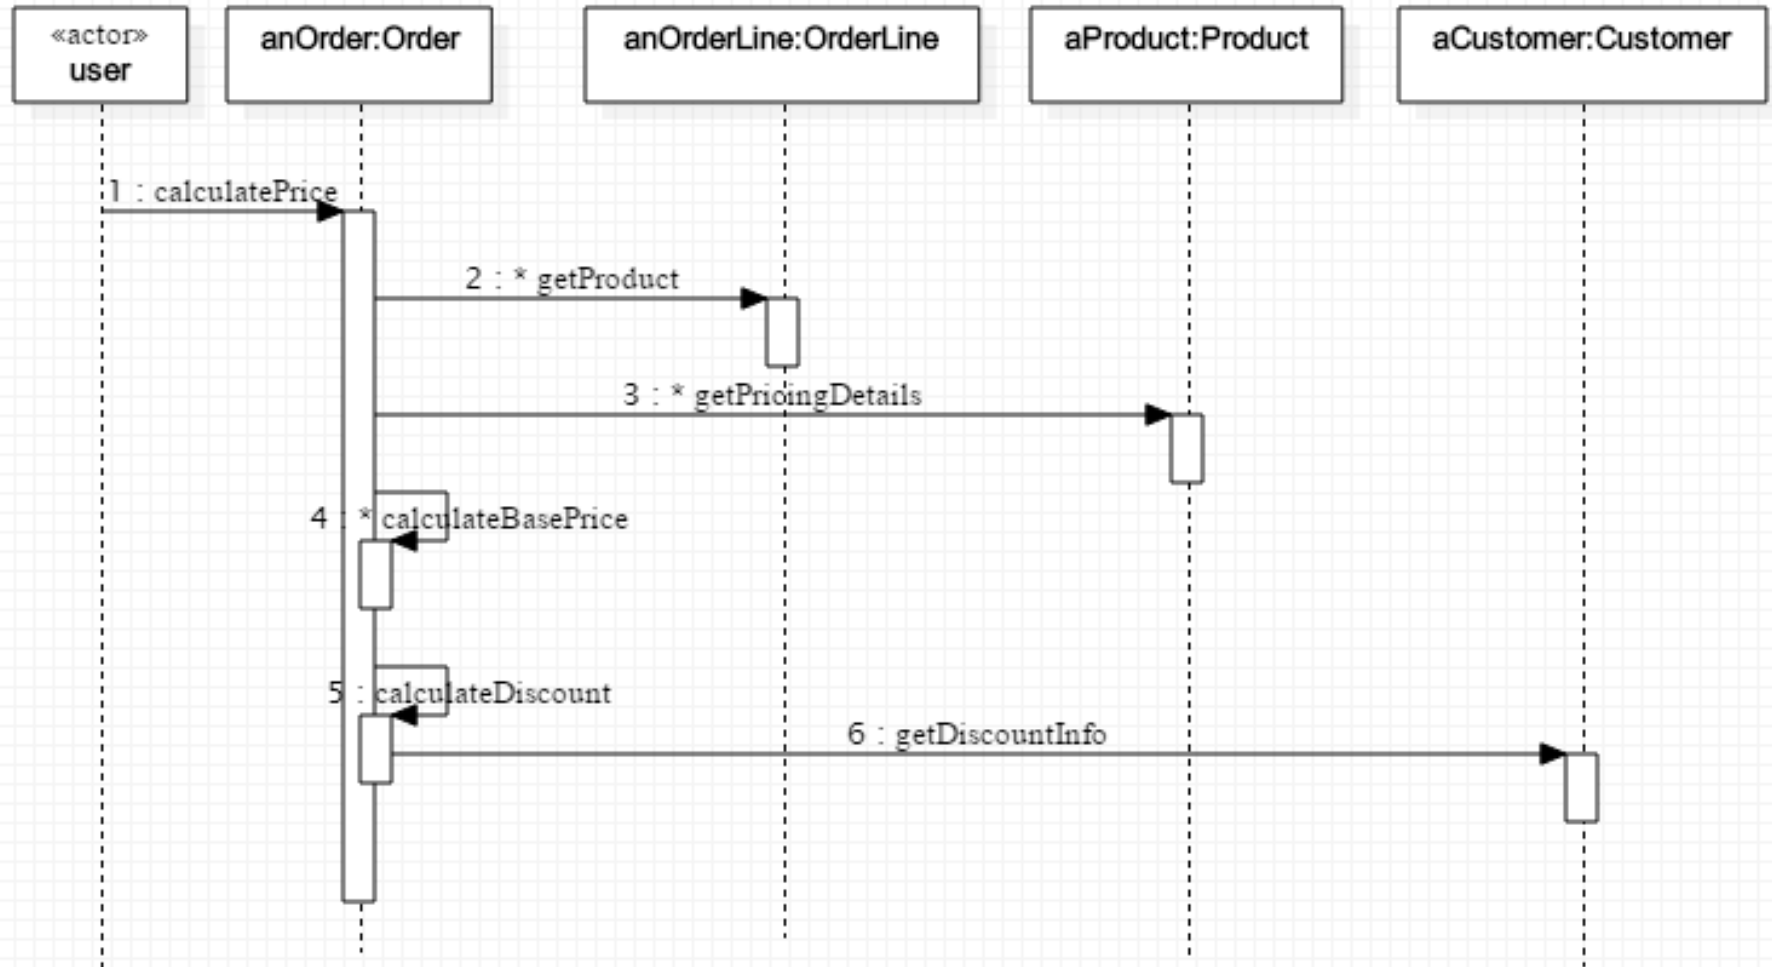 «actor»
user
anOrder:Order
anOrderLine:OrderLine
aProduct:Product
aCustomer:Customer
1 : calculatePrice
2 : * getProduct
3 : * getPricingDetails
4 : * calculateBasePrice
5 : calculateDiscount
6 : getDiscountInfo